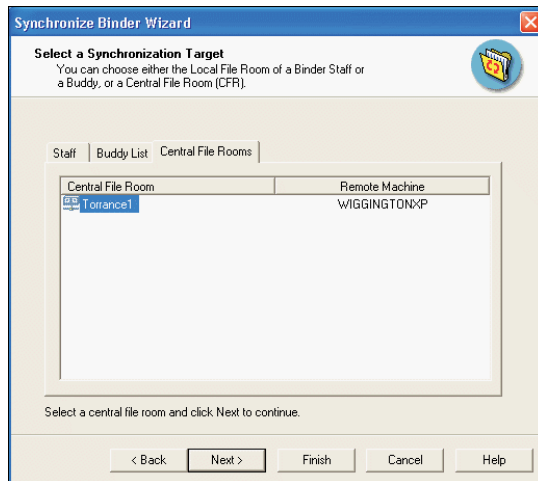 Synchronize Binder Wizard
Select a Synchronization Target
You can choose either the Local File Room of a Binder Staff or
a Buddy, or a Central File Room (CFR).
Staff Buddy List Central File Rooms
Central File Room Remote Machine
Torrance1 WIGGINGTONXP
Select a central file room and click Next to continue.
< Back Next > Finish Cancel Help